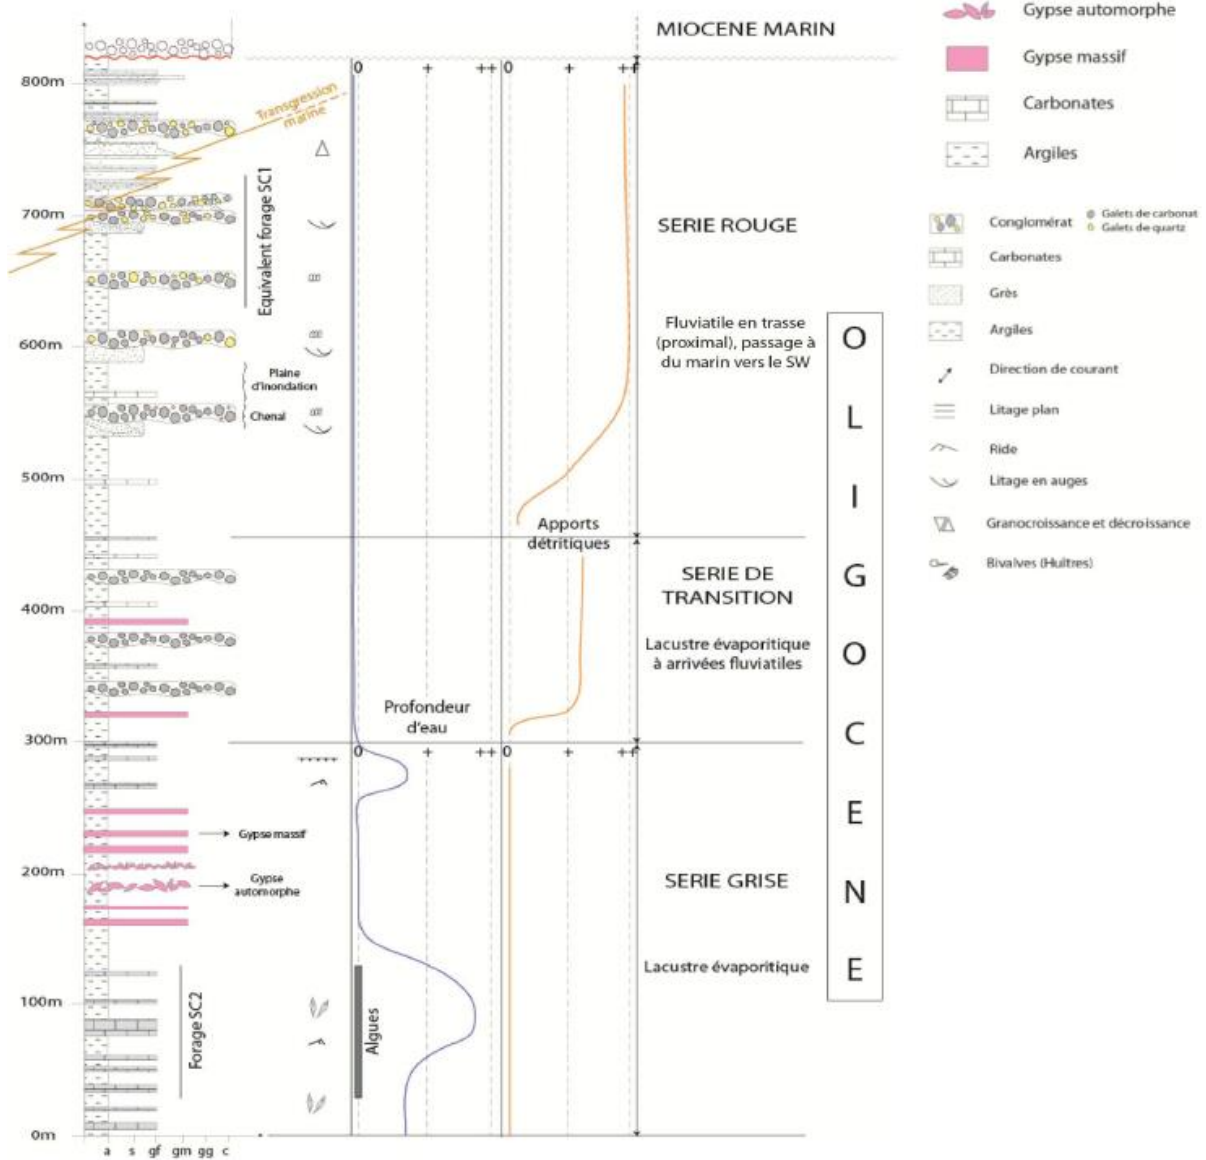 MIOCENE MARIN
0
+
++
0
+
++
800m
Transgression
marine
700m
Equivalent forage SC1
SERIE ROUGE
Fluviatile en trasse
(proximal), passage à
du marin vers le SW
600m
Plaine
d'inondation
Chenal
500m
Apports
détritiques
SERIE DE
TRANSITION
400m
Lacustre évaporitique
à arrivées fluviatiles
Profondeur
d'eau
300m
0
+
++
0
+
++
Gypse massif
200m
Gypse
automorphe
SERIE GRISE
Lacustre évaporitique
100m
Forage SC2
Algues
0m
a s gf gm gg c
O
L
I
G
O
C
E
N
E
Gypse automorphe
Gypse massif
Carbonates
Argiles
Conglomérat
Galets de carbonat
Galets de quartz
Carbonates
Grès
Argiles
Direction de courant
Litage plan
Ride
Litage en auges
Granocroissance et décroissance
Bivalves (Huîtres)